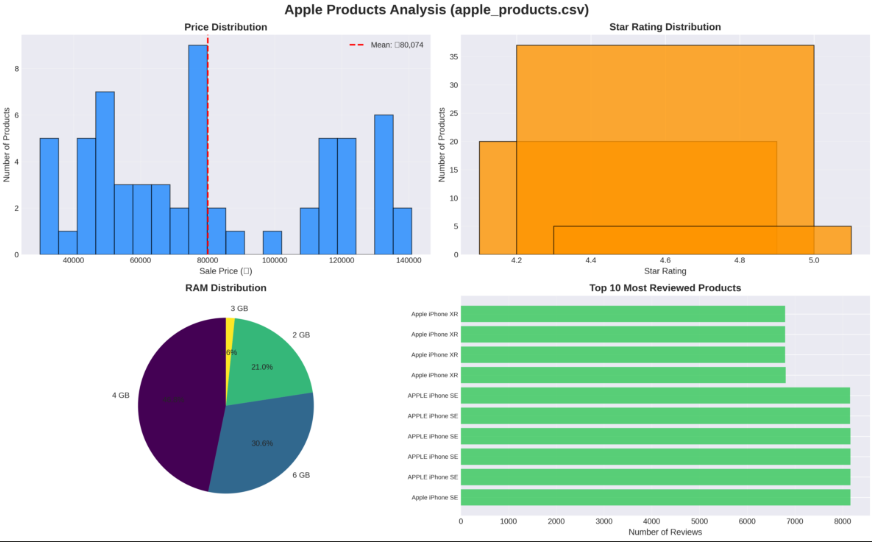 Apple Products Analysis (apple_products.csv)
Price Distribution
Mean: □80,074
Number of Products
8
6
4
2
0
40000 60000 80000 100000 120000 140000
Sale Price (□)
Star Rating Distribution
Number of Products
35
30
25
20
15
10
5
0
4.2 4.4 4.6 4.8 5.0
Star Rating
RAM Distribution
3 GB
2 GB
21.0%
4 GB
30.6%
6 GB
Top 10 Most Reviewed Products
Apple iPhone XR
Apple iPhone XR
Apple iPhone XR
Apple iPhone XR
APPLE iPhone SE
APPLE iPhone SE
APPLE iPhone SE
APPLE iPhone SE
APPLE iPhone SE
Apple iPhone SE
0 1000 2000 3000 4000 5000 6000 7000 8000
Number of Reviews